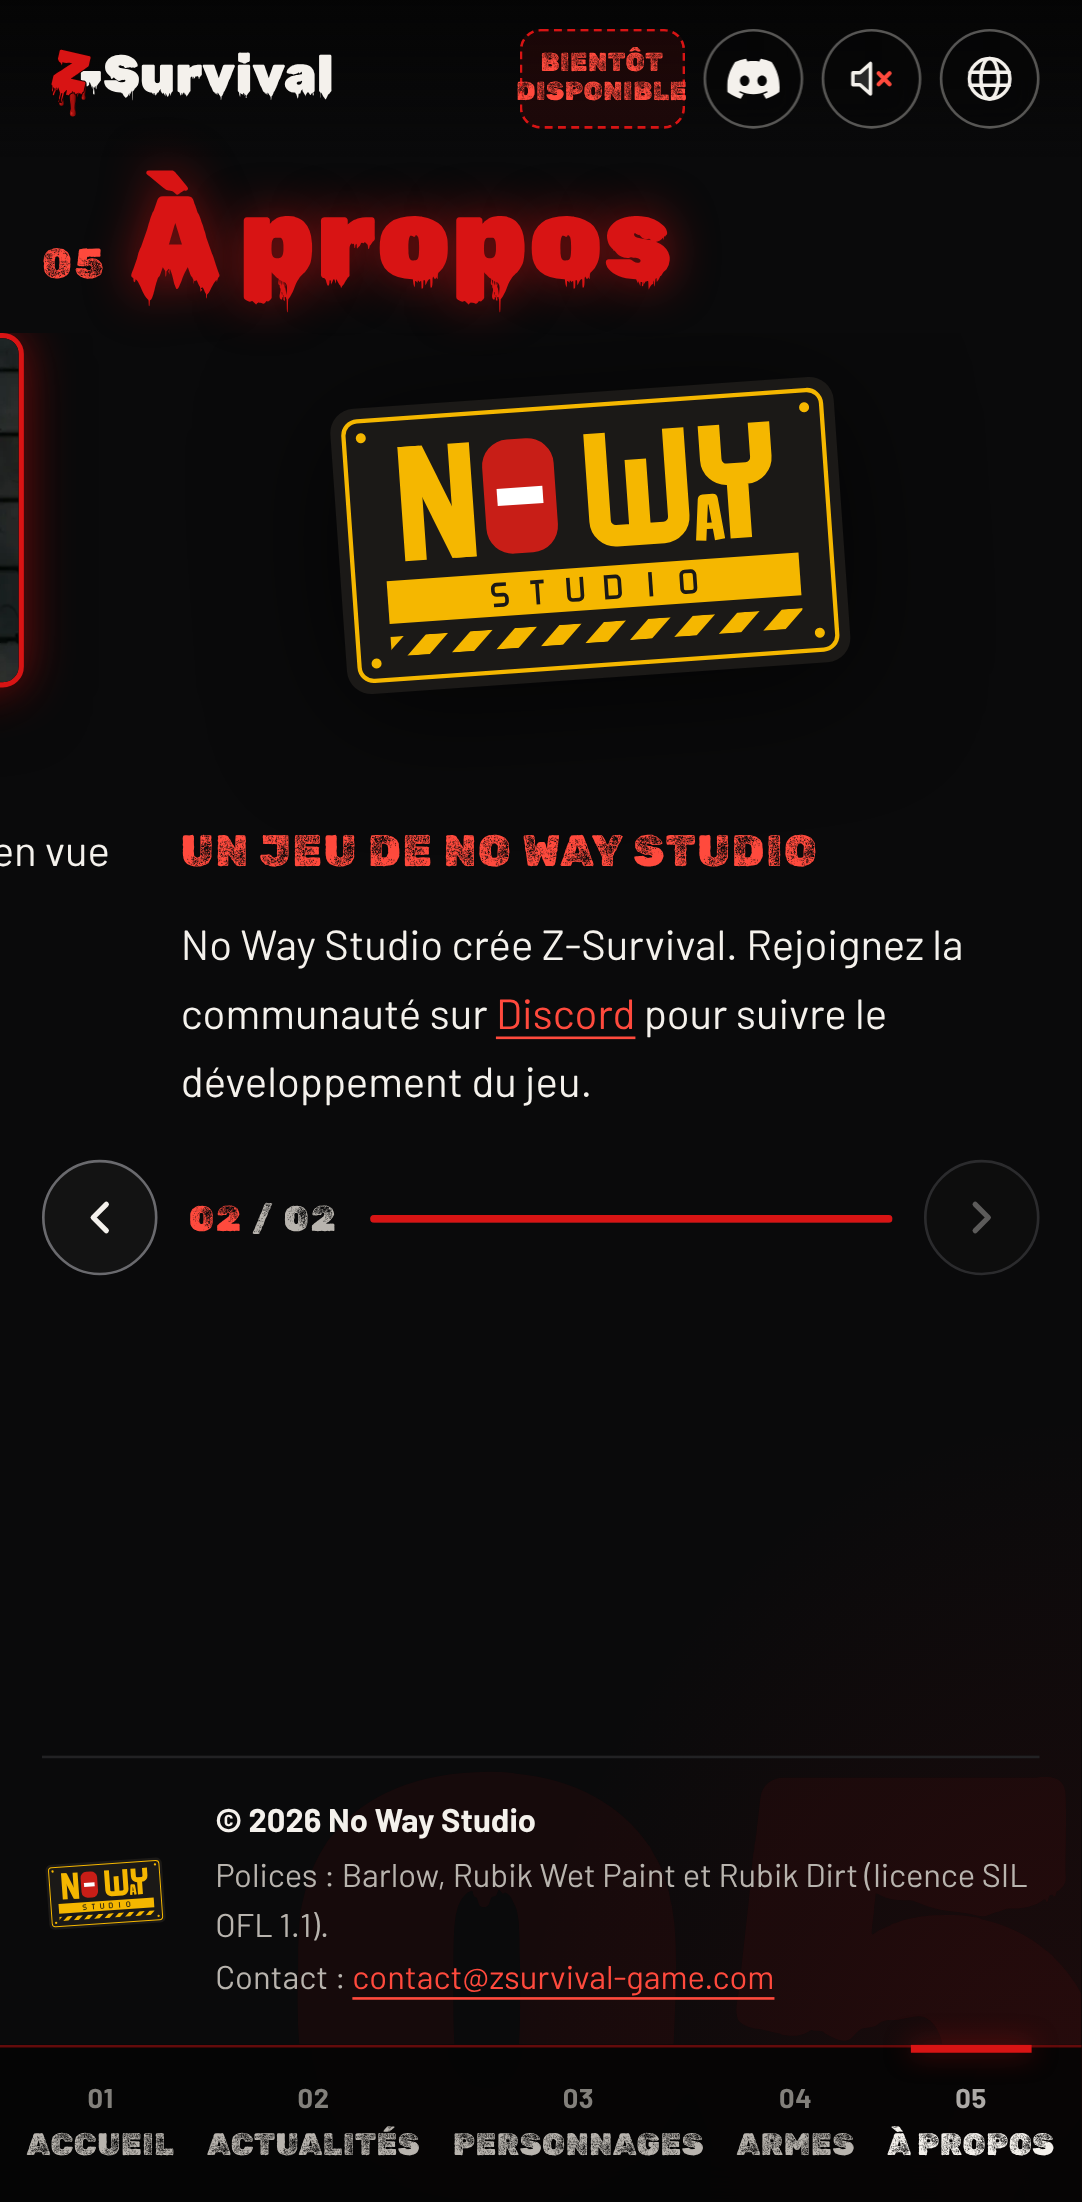 Z-Survival
BIENTÔT
DISPONIBLE
05 À propos
NO WAY
STUDIO
en vue
UN JEU DE NO WAY STUDIO
No Way Studio crée Z-Survival. Rejoignez la
communauté sur Discord pour suivre le
développement du jeu.
02 / 02
© 2026 No Way Studio
NO WAY
STUDIO
Polices : Barlow, Rubik Wet Paint et Rubik Dirt (licence SIL
OFL 1.1).
Contact : contact@zsurvival-game.com
01 02 03 04 05
ACCUEIL ACTUALITÉS PERSONNAGES ARMES À PROPOS